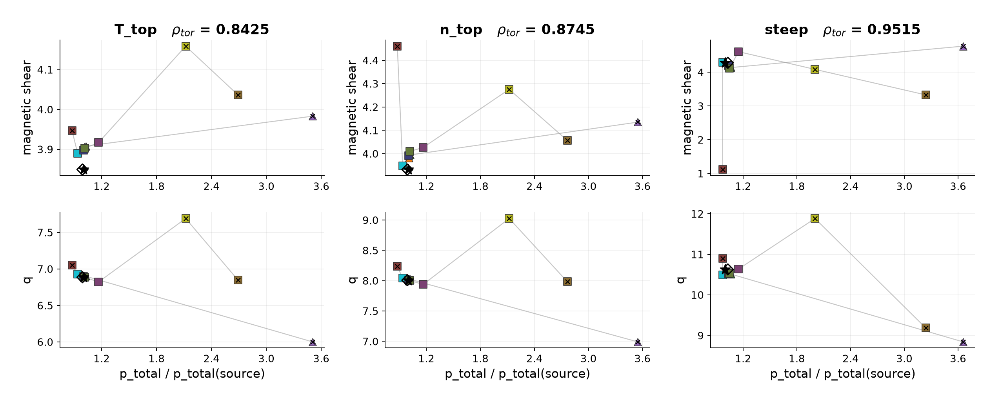 T_top ρtor = 0.8425
n_top ρtor = 0.8745
steep ρtor = 0.9515
magnetic shear
4.1
4.0
3.9
1.2 1.8 2.4 3.0 3.6
magnetic shear
4.4
4.3
4.2
4.1
4.0
1.2 1.8 2.4 3.0 3.6
magnetic shear
4
3
2
1
1.2 1.8 2.4 3.0 3.6
q
7.5
7.0
6.5
6.0
1.2 1.8 2.4 3.0 3.6
p_total / p_total(source)
q
9.0
8.5
8.0
7.5
7.0
1.2 1.8 2.4 3.0 3.6
p_total / p_total(source)
q
12
11
10
9
1.2 1.8 2.4 3.0 3.6
p_total / p_total(source)